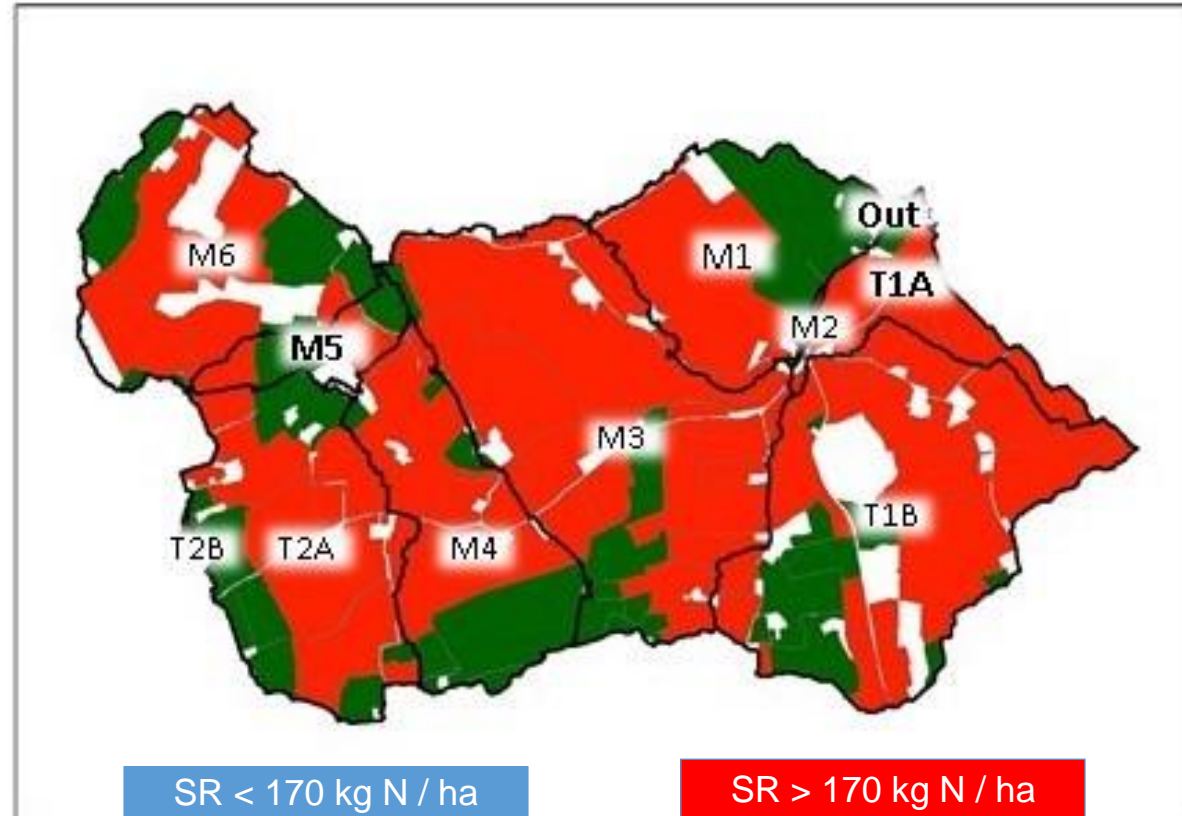 Out
M6
M1
T1A
M2
M5
M3
T1B
T2B
T2A
M4
SR < 170 kg N / ha
SR > 170 kg N / ha